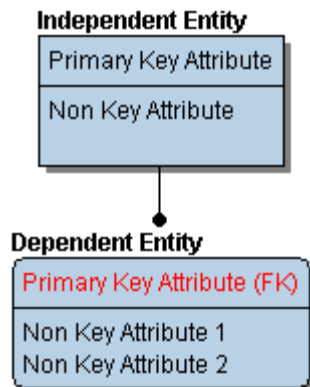 Independent Entity
Primary Key Attribute
Non Key Attribute
Dependent Entity
Primary Key Attribute (FK)
Non Key Attribute 1
Non Key Attribute 2